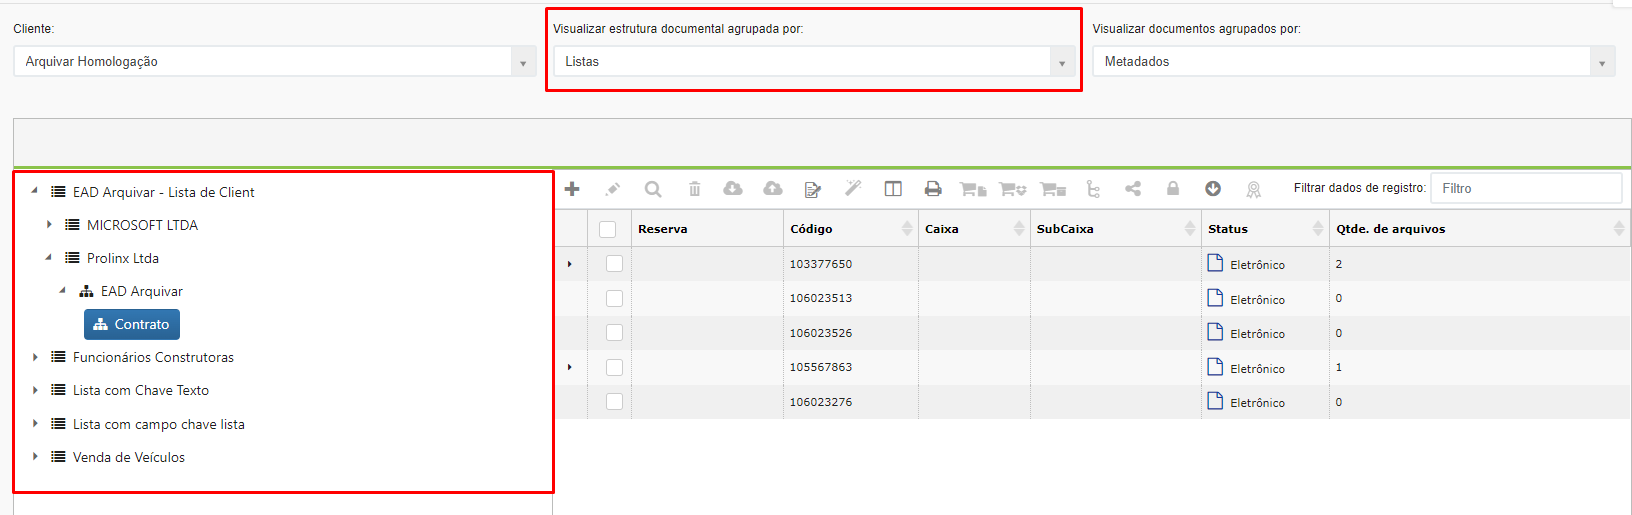 Cliente:
Visualizar estrutura documental agrupada por:
Visualizar documentos agrupados por:
Arquivar Homologação
Listas
Metadados
EAD Arquivar - Lista de Client
MICROSOFT LTDA
Prolinx Ltda
EAD Arquivar
Contrato
Funcionários Construtoras
Lista com Chave Texto
Lista com campo chave lista
Venda de Veículos
Filtrar dados de registro: Filtro
Reserva Código Caixa SubCaixa Status Qtde. de arquivos
103377650 Eletrônico 2
106023513 Eletrônico 0
106023526 Eletrônico 0
105567863 Eletrônico 1
106023276 Eletrônico 0